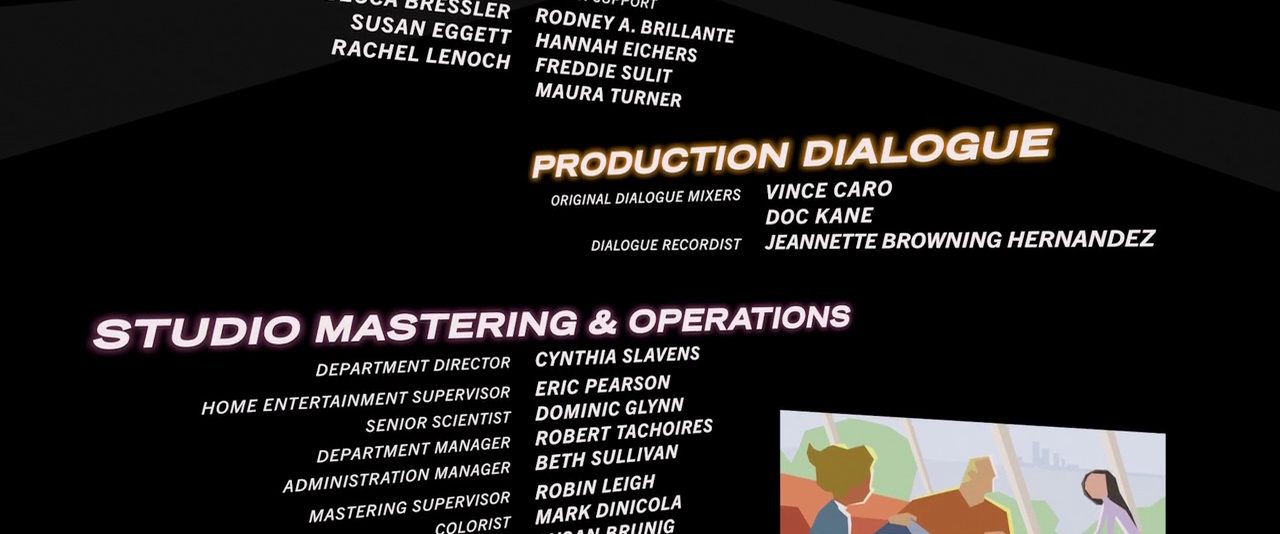 BRESSLER
SUPPORT
SUSAN EGGETT RODNEY A. BRILLANTE
RACHEL LENOCH HANNAH EICHERS
FREDDIE SULIT
MAURA TURNER
PRODUCTION DIALOGUE
ORIGINAL DIALOGUE MIXERS VINCE CARO
DOC KANE
DIALOGUE RECORDIST JEANNETTE BROWNING HERNANDEZ
STUDIO MASTERING & OPERATIONS
DEPARTMENT DIRECTOR CYNTHIA SLAVENS
HOME ENTERTAINMENT SUPERVISOR ERIC PEARSON
SENIOR SCIENTIST DOMINIC GLYNN
DEPARTMENT MANAGER ROBERT TACHOIRES
ADMINISTRATION MANAGER BETH SULLIVAN
MASTERING SUPERVISOR ROBIN LEIGH
COLORIST MARK DINICOLA
BRUNIG